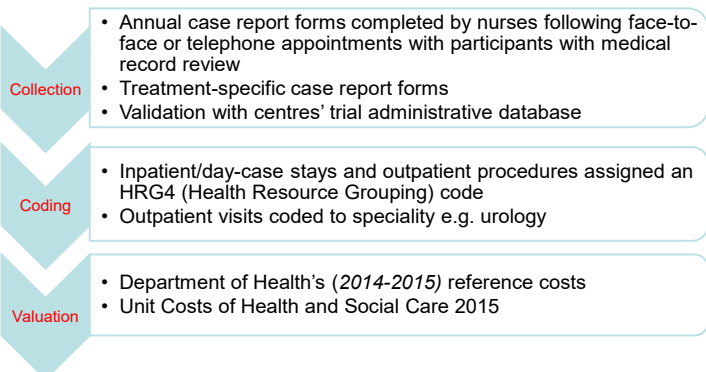 Collection
• Annual case report forms completed by nurses following face-to-
face or telephone appointments with participants with medical
record review
• Treatment-specific case report forms
• Validation with centres’ trial administrative database
Coding
• Inpatient/day-case stays and outpatient procedures assigned an
HRG4 (Health Resource Grouping) code
• Outpatient visits coded to speciality e.g. urology
Valuation
• Department of Health’s (2014-2015) reference costs
• Unit Costs of Health and Social Care 2015